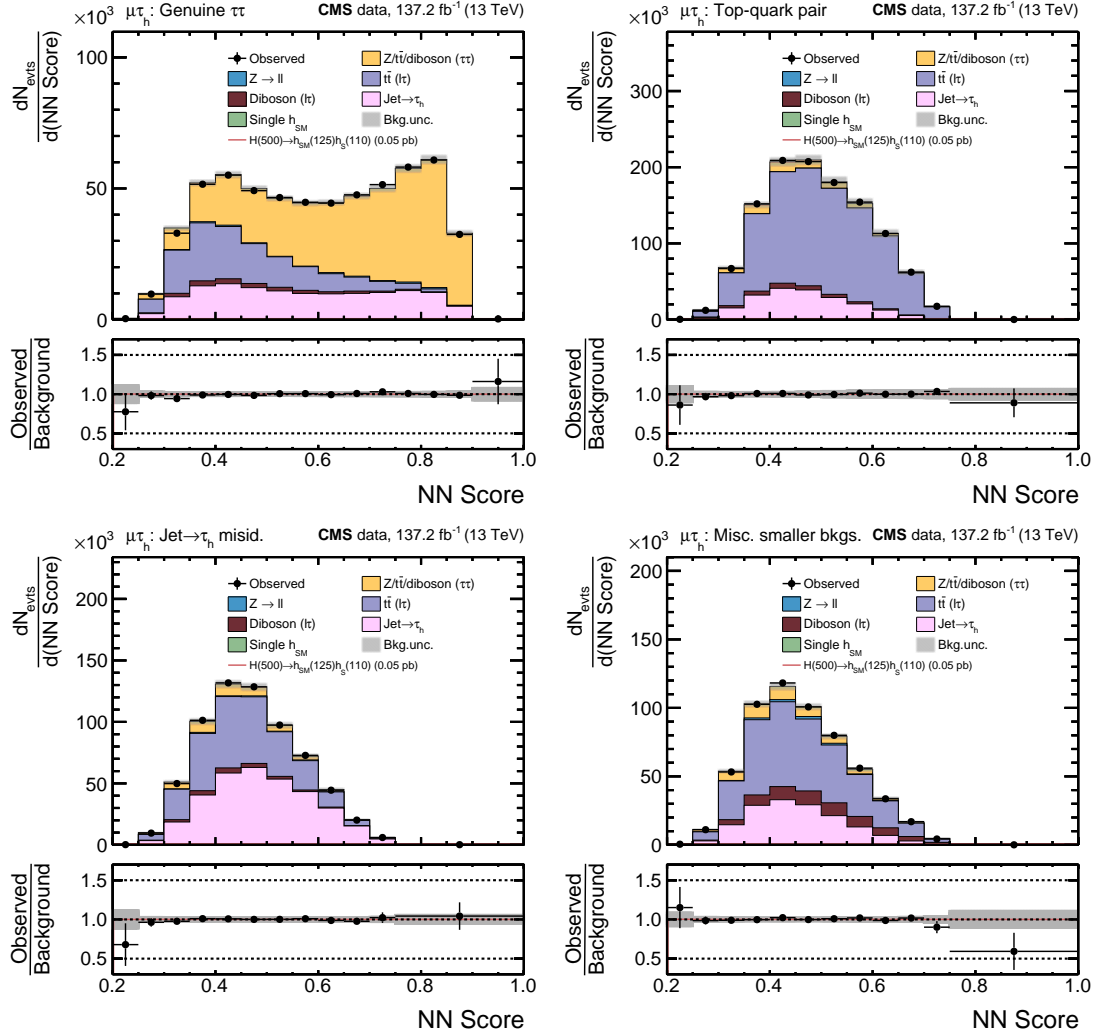 ×10³ μτh: Genuine ττ CMS data, 137.2 fb⁻¹ (13 TeV)
dNevts
d(NN Score)
100
50
0
Observed
Z/tt̄/diboson (ττ)
Z → ll
tt̄ (lτ)
Diboson (lτ)
Jet→τh
Single hSM
Bkg.unc.
H(500)→hSM(125)hS(110) (0.05 pb)
Observed
Background
1.5
1.0
0.5
0.2 0.4 0.6 0.8 1.0
NN Score
×10³ μτh: Top-quark pair CMS data, 137.2 fb⁻¹ (13 TeV)
dNevts
d(NN Score)
300
200
100
0
Observed
Z/tt̄/diboson (ττ)
Z → ll
tt̄ (lτ)
Diboson (lτ)
Jet→τh
Single hSM
Bkg.unc.
H(500)→hSM(125)hS(110) (0.05 pb)
Observed
Background
1.5
1.0
0.5
0.2 0.4 0.6 0.8 1.0
NN Score
×10³ μτh: Jet→τh misid. CMS data, 137.2 fb⁻¹ (13 TeV)
dNevts
d(NN Score)
200
150
100
50
0
Observed
Z/tt̄/diboson (ττ)
Z → ll
tt̄ (lτ)
Diboson (lτ)
Jet→τh
Single hSM
Bkg.unc.
H(500)→hSM(125)hS(110) (0.05 pb)
Observed
Background
1.5
1.0
0.5
0.2 0.4 0.6 0.8 1.0
NN Score
×10³ μτh: Misc. smaller bkgs. CMS data, 137.2 fb⁻¹ (13 TeV)
dNevts
d(NN Score)
200
150
100
50
0
Observed
Z/tt̄/diboson (ττ)
Z → ll
tt̄ (lτ)
Diboson (lτ)
Jet→τh
Single hSM
Bkg.unc.
H(500)→hSM(125)hS(110) (0.05 pb)
Observed
Background
1.5
1.0
0.5
0.2 0.4 0.6 0.8 1.0
NN Score